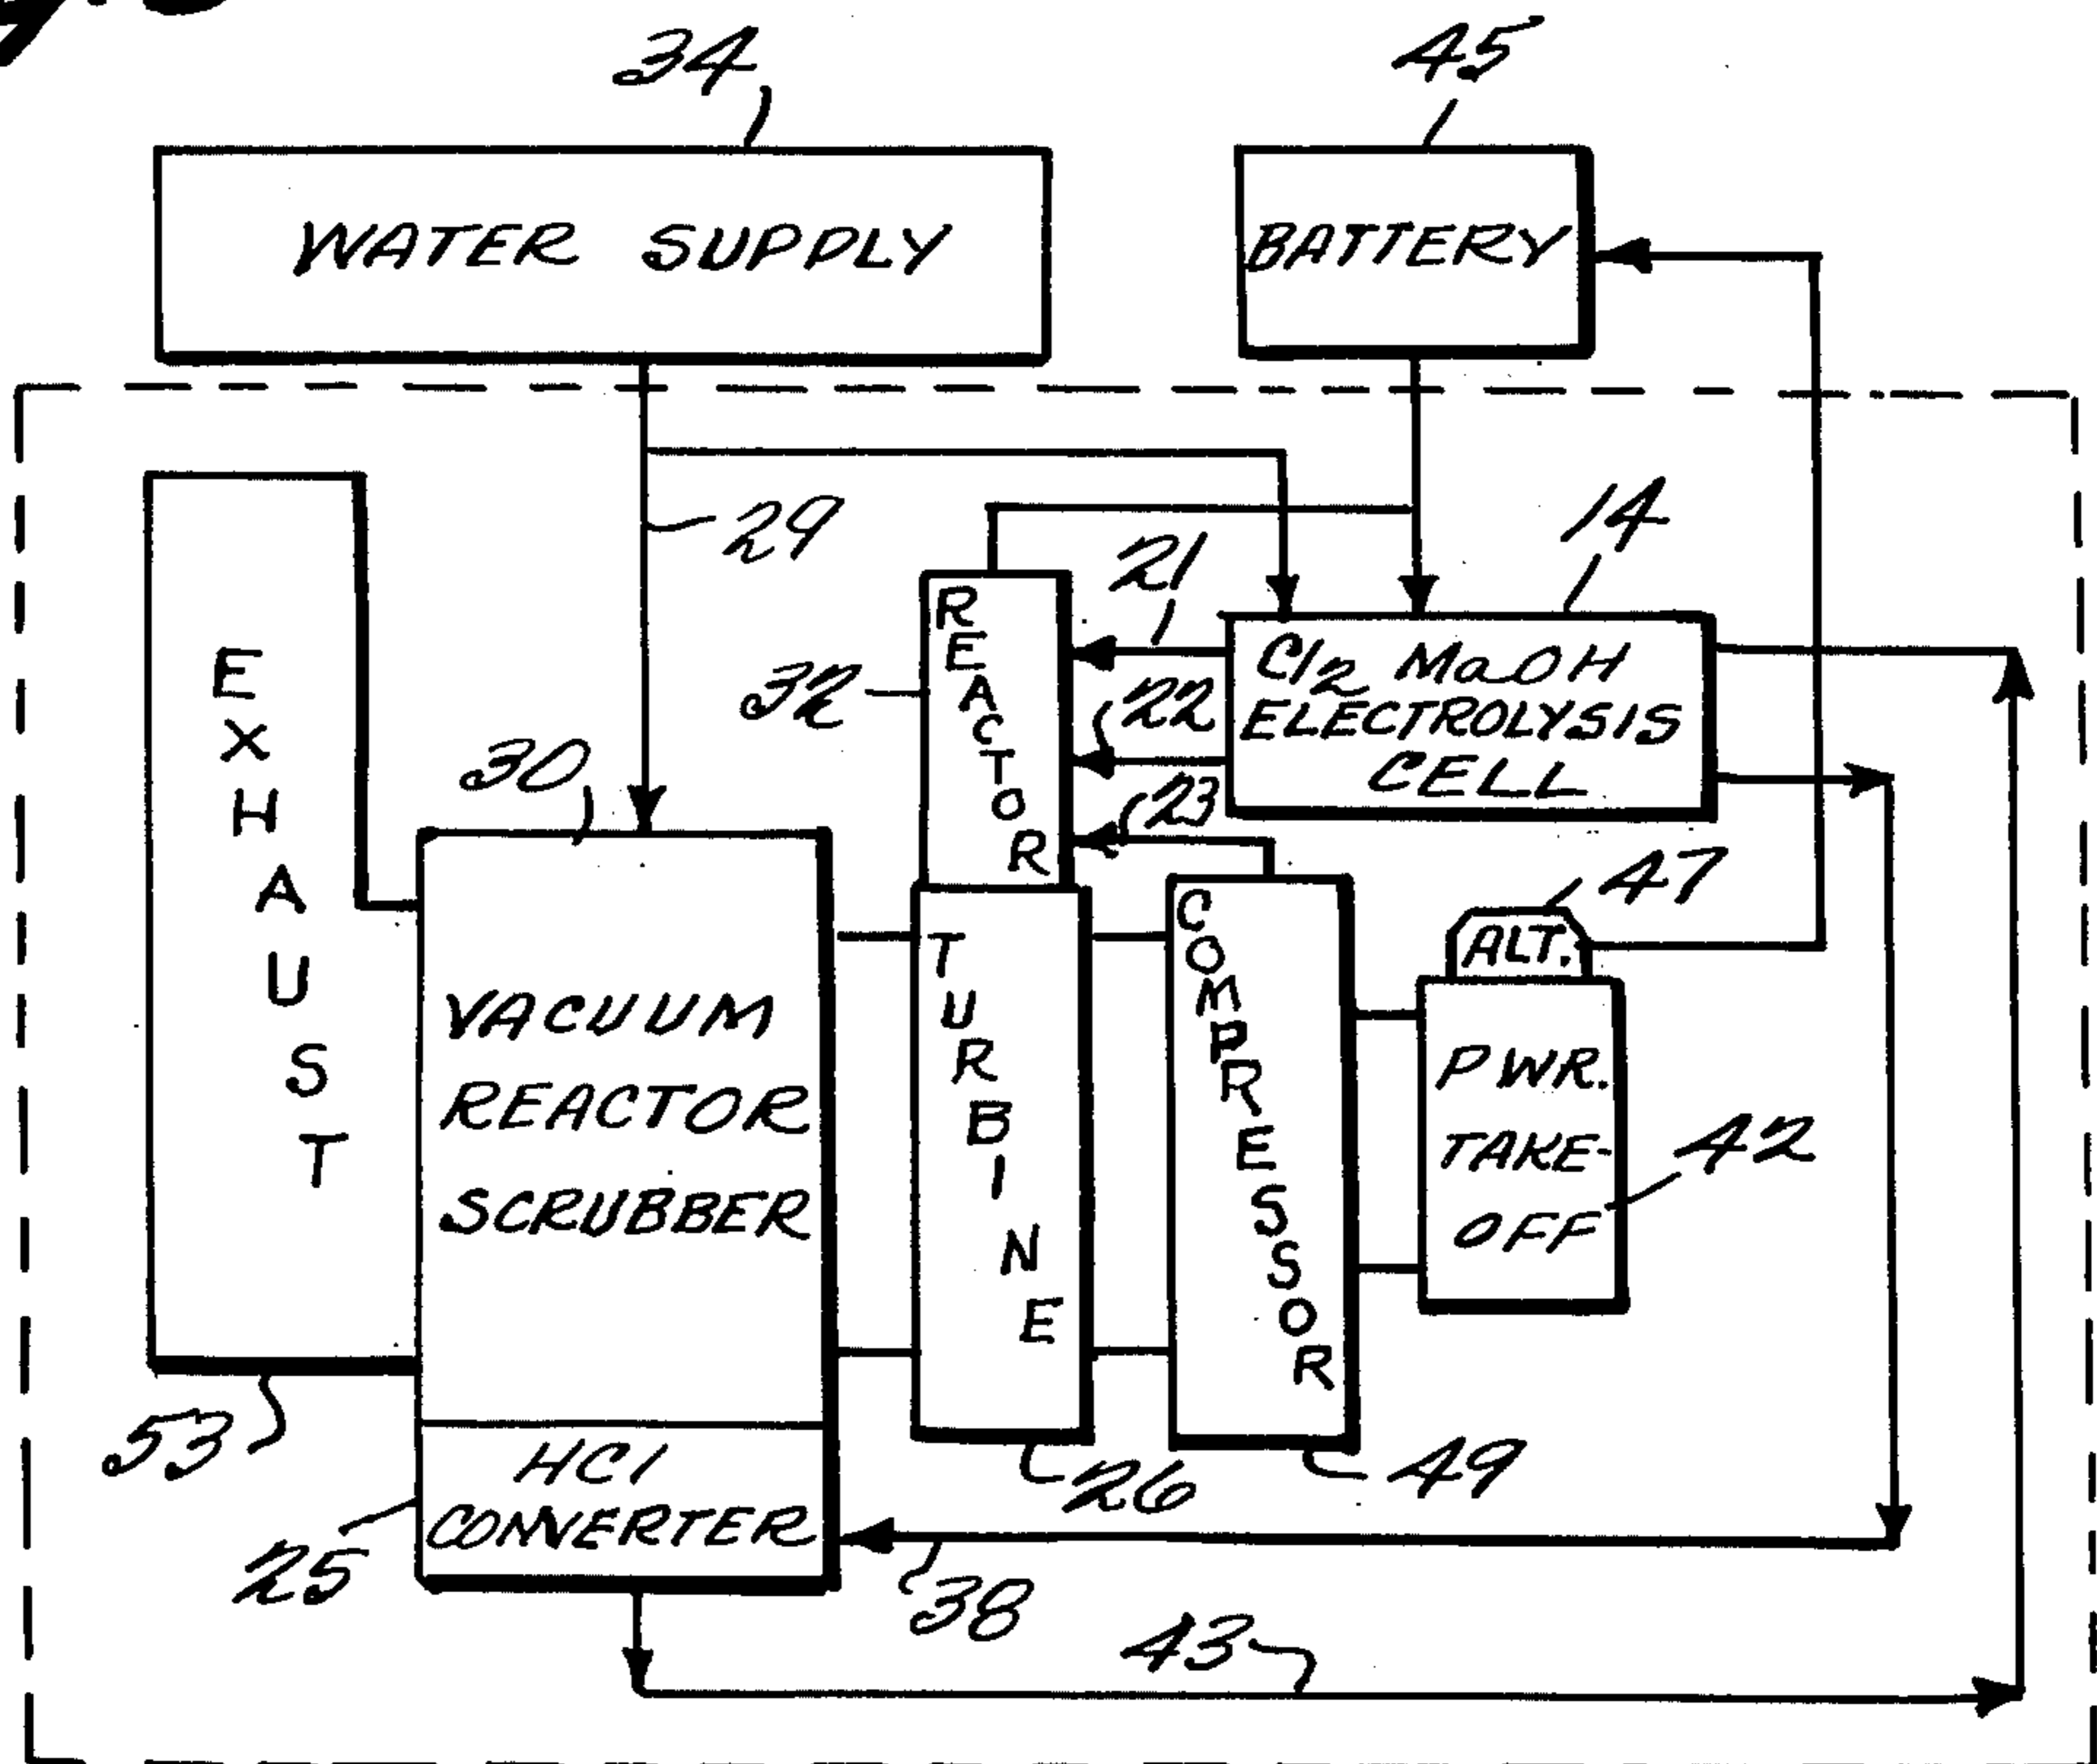 34
45
WATER SUPPLY
BATTERY
29
21
14
REACTOR
32
22
Cl2 MaOH
ELECTROLYSIS
CELL
30
23
EXHAUST
47
ALT.
VACUUM
REACTOR
SCRUBBER
TURBINE
COMPRESSOR
PWR.
TAKE-
OFF
42
53
HCl
CONVERTER
26
49
25
38
43